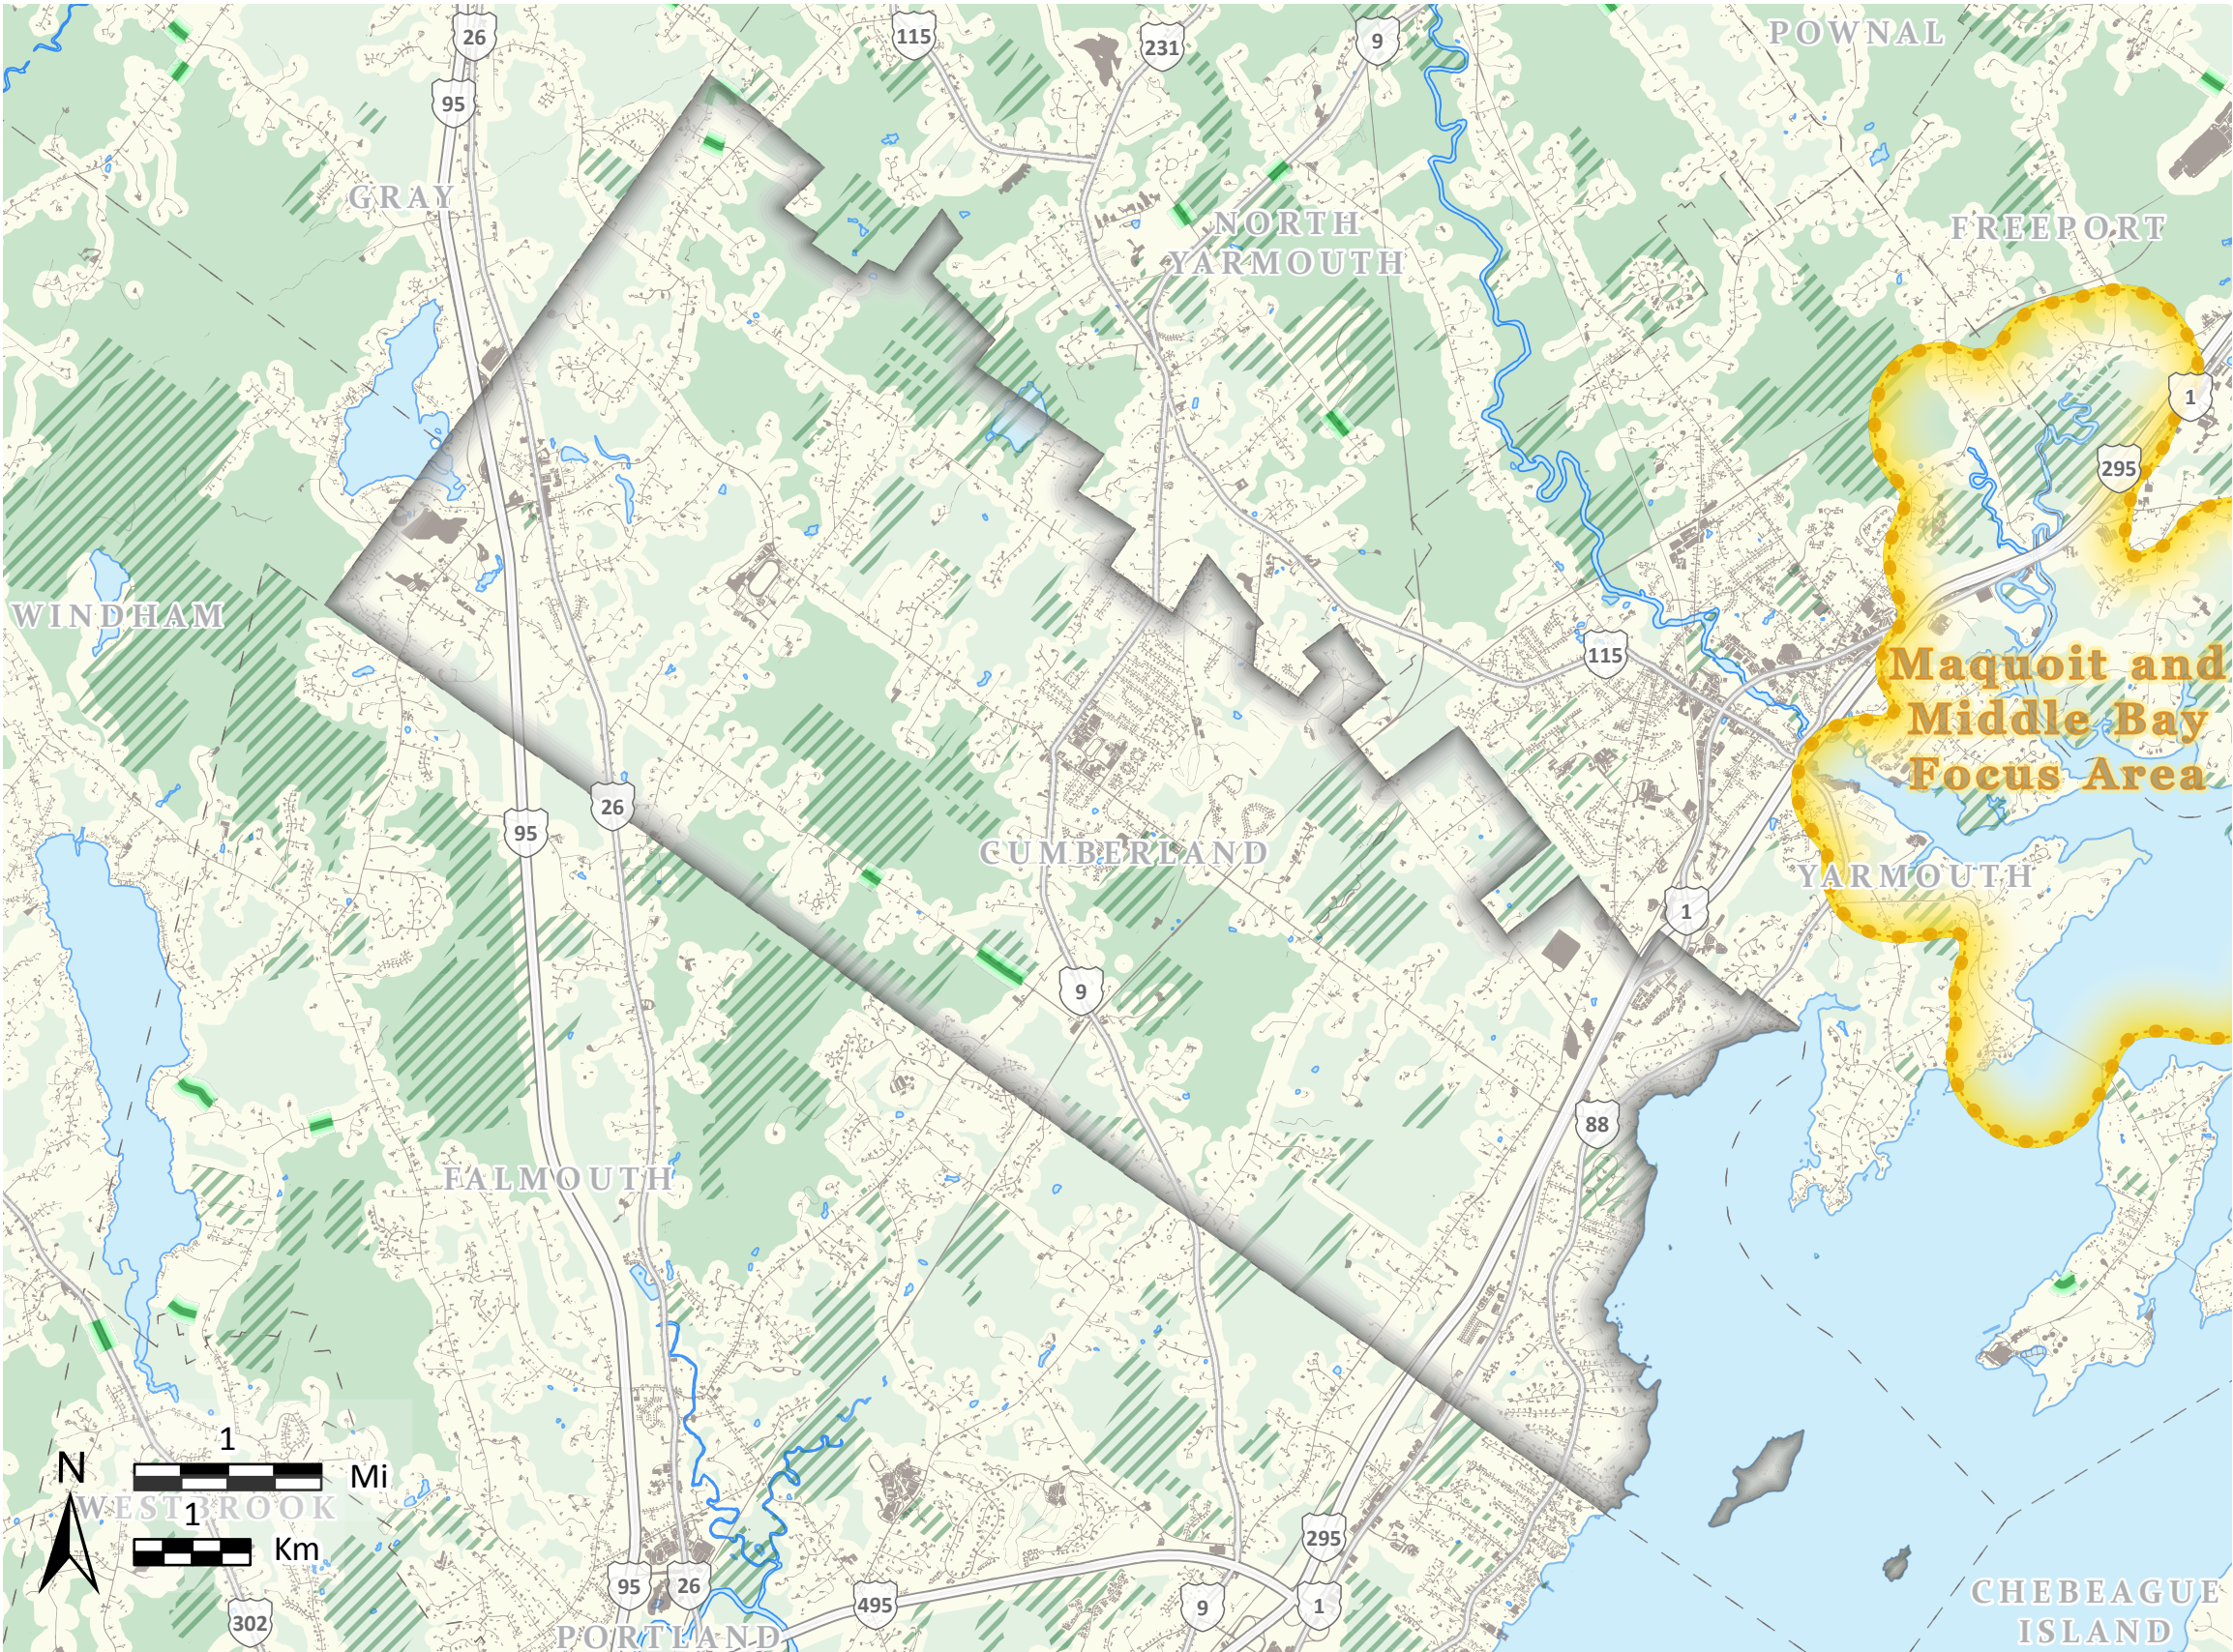 26
115
231
9
POWNAL
95
GRAY
NORTH
YARMOUTH
FREEPORT
1
295
WINDHAM
115
Maquoit and
Middle Bay
Focus Area
26
95
CUMBERLAND
YARMOUTH
1
9
88
FALMOUTH
1
N
Mi
WESTBROOK
1
Km
295
95
26
495
9
1
302
CHEBEAGUE
ISLAND
PORTLAND